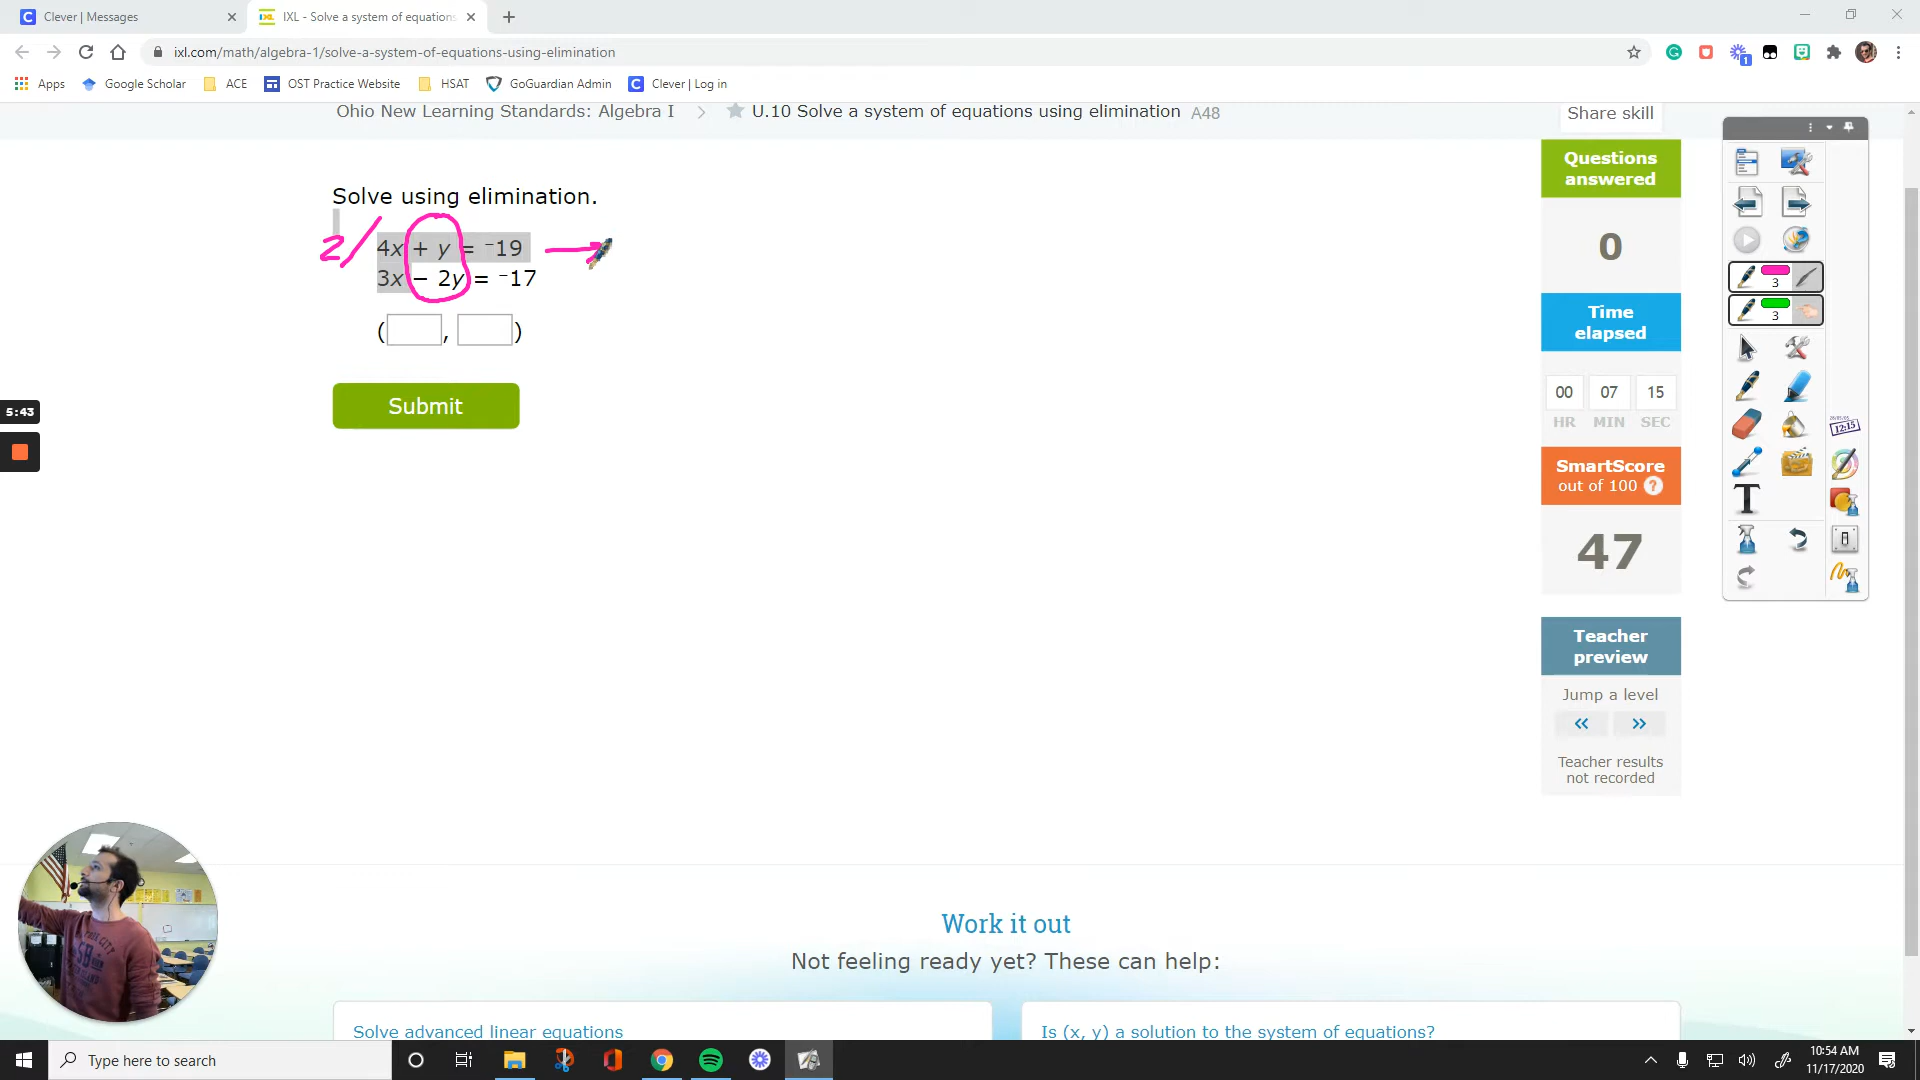 Clever | Messages
IXL - Solve a system of equations
ixl.com/math/algebra-1/solve-a-system-of-equations-using-elimination
1
Apps Google Scholar ACE OST Practice Website HSAT GoGuardian Admin Clever | Log in
Ohio New Learning Standards: Algebra I > U.10 Solve a system of equations using elimination A48
Share skill
Solve using elimination.
2/ 4x + y = ⁻19
3x − 2y = ⁻17
( , )
Submit
5:43
Questions answered
0
Time elapsed
00 07 15
HR MIN SEC
SmartScore
out of 100 ?
47
Teacher preview
Jump a level
Teacher results not recorded
3
3
12:15
T
Work it out
Not feeling ready yet? These can help:
Solve advanced linear equations
Is (x, y) a solution to the system of equations?
Type here to search
10:54 AM
11/17/2020